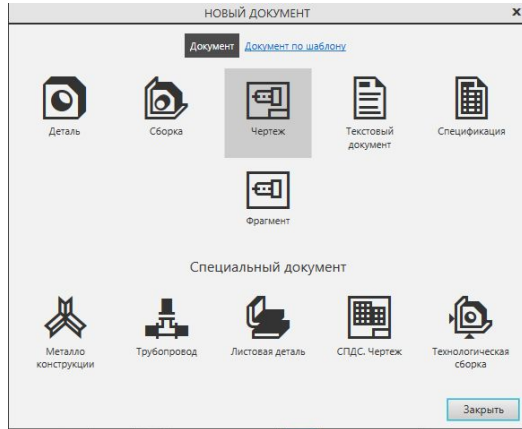 НОВЫЙ ДОКУМЕНТ x
Документ Документ по шаблону
Деталь Сборка Чертеж Текстовый Спецификация
документ
Фрагмент
Специальный документ
Металло Трубопровод Листовая деталь СПДС. Чертеж Технологическая
конструкции сборка
Закрыть